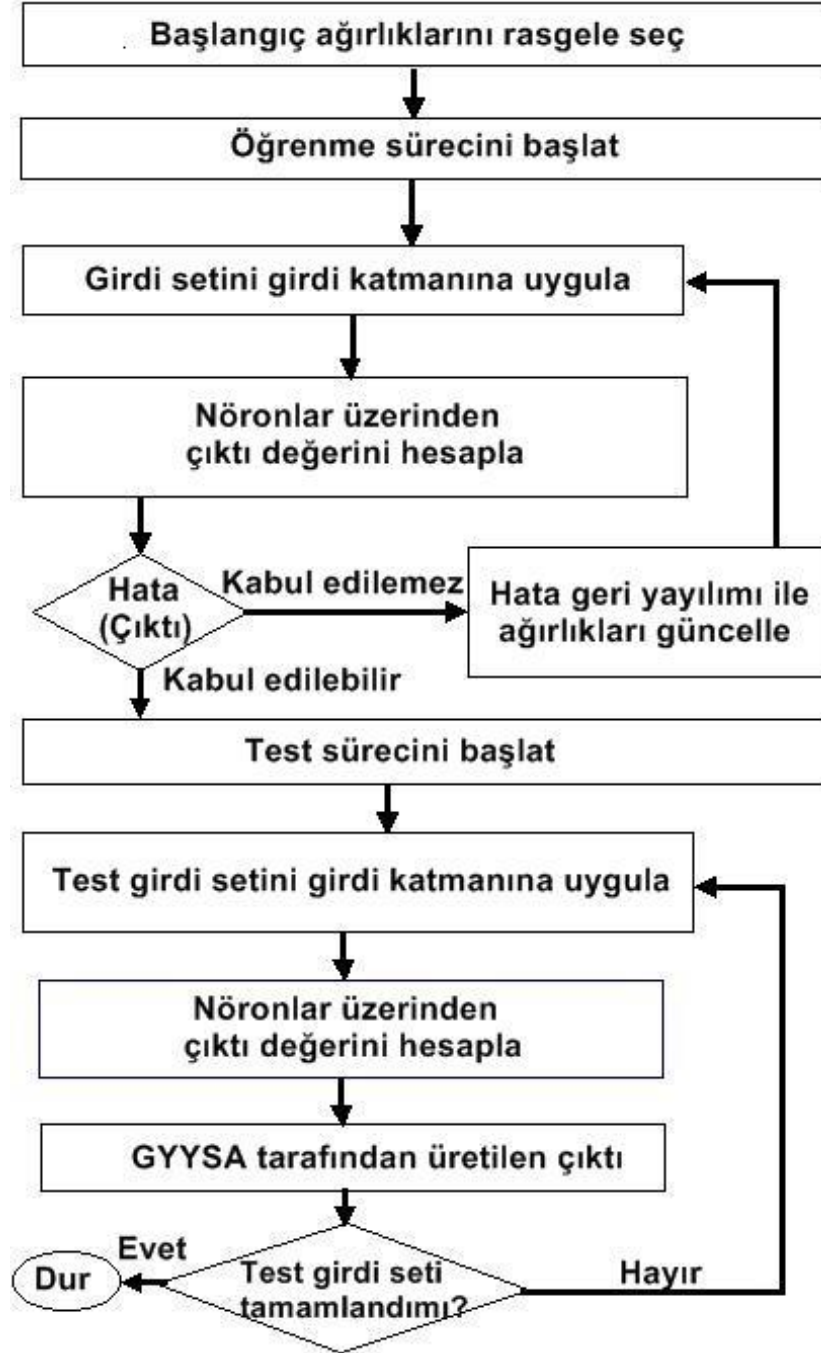 Başlangıç ağırlıklarını rasgele seç
Öğrenme sürecini başlat
Girdi setini girdi katmanına uygula
Nöronlar üzerinden
çıktı değerini hesapla
Hata
(Çıktı)
Kabul edilemez
Hata geri yayılımı ile
ağırlıkları güncelle
Kabul edilebilir
Test sürecini başlat
Test girdi setini girdi katmanına uygula
Nöronlar üzerinden
çıktı değerini hesapla
GYYSA tarafından üretilen çıktı
Evet
Dur
Test girdi seti
tamamlandımı?
Hayır